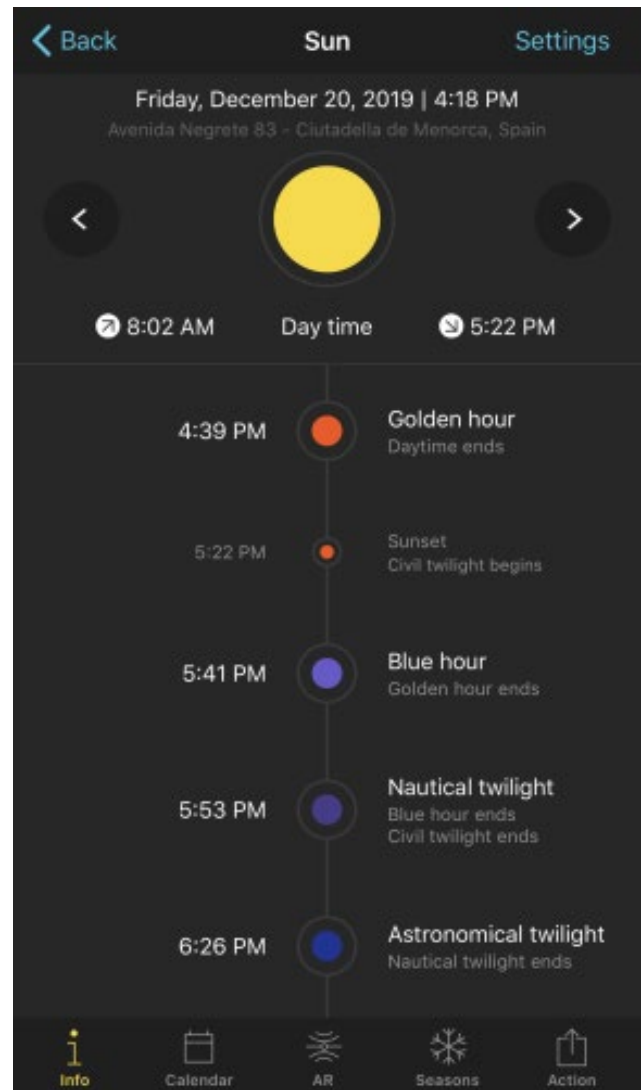 Back Sun Settings
Friday, December 20, 2019 | 4:18 PM
Avenida Negrete 83 - Ciutadella de Menorca, Spain
8:02 AM Day time 5:22 PM
4:39 PM Golden hour
Daytime ends
5:22 PM Sunset
Civil twilight begins
5:41 PM Blue hour
Golden hour ends
5:53 PM Nautical twilight
Blue hour ends
Civil twilight ends
6:26 PM Astronomical twilight
Nautical twilight ends
Info Calendar AR Seasons Action